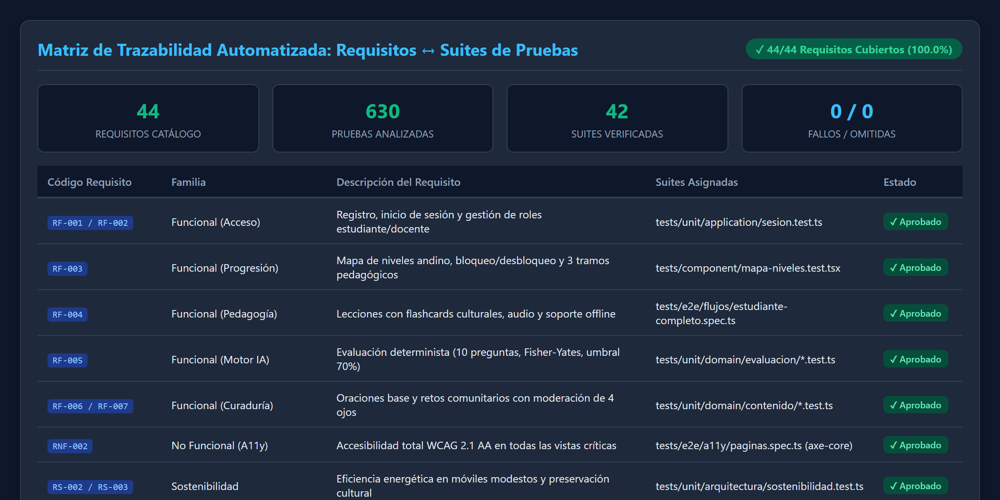 Matriz de Trazabilidad Automatizada: Requisitos ↔ Suites de Pruebas
✓ 44/44 Requisitos Cubiertos (100.0%)
44
REQUISITOS CATÁLOGO
630
PRUEBAS ANALIZADAS
42
SUITES VERIFICADAS
0 / 0
FALLOS / OMITIDAS
Código Requisito Familia Descripción del Requisito Suites Asignadas Estado
RF-001 / RF-002 Funcional (Acceso) Registro, inicio de sesión y gestión de roles
estudiante/docente tests/unit/application/sesion.test.ts ✓ Aprobado
RF-003 Funcional (Progresión) Mapa de niveles andino, bloqueo/desbloqueo y 3 tramos
pedagógicos tests/component/mapa-niveles.test.tsx ✓ Aprobado
RF-004 Funcional (Pedagogía) Lecciones con flashcards culturales, audio y soporte offline tests/e2e/flujos/estudiante-
completo.spec.ts ✓ Aprobado
RF-005 Funcional (Motor IA) Evaluación determinista (10 preguntas, Fisher-Yates, umbral
70%) tests/unit/domain/evaluacion/*.test.ts ✓ Aprobado
RF-006 / RF-007 Funcional (Curaduría) Oraciones base y retos comunitarios con moderación de 4
ojos tests/unit/domain/contenido/*.test.ts ✓ Aprobado
RNF-002 No Funcional (A11y) Accesibilidad total WCAG 2.1 AA en todas las vistas críticas tests/e2e/a11y/paginas.spec.ts (axe-core) ✓ Aprobado
RS-002 / RS-003 Sostenibilidad Eficiencia energética en móviles modestos y preservación
cultural tests/unit/arquitectura/sostenibilidad.test.ts ✓ Aprobado